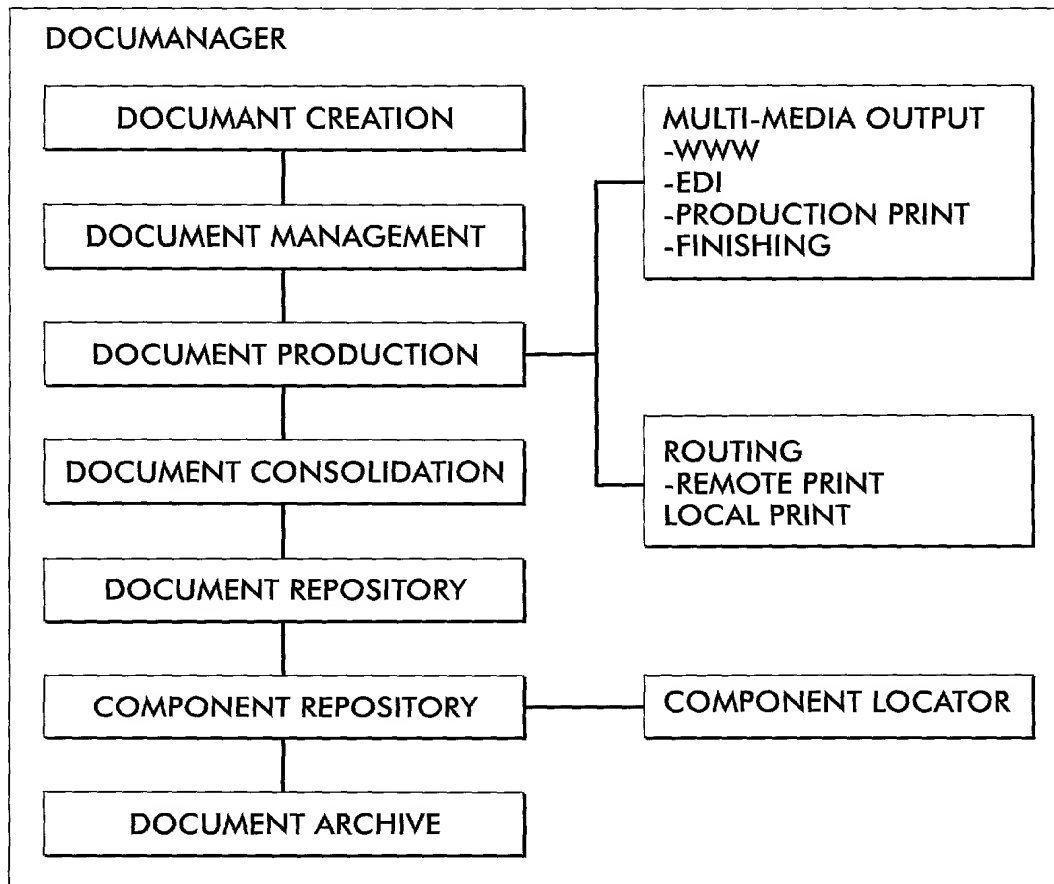 DOCUMANAGER
DOCUMANT CREATION
DOCUMENT MANAGEMENT
DOCUMENT PRODUCTION
DOCUMENT CONSOLIDATION
DOCUMENT REPOSITORY
COMPONENT REPOSITORY
DOCUMENT ARCHIVE
MULTI-MEDIA OUTPUT
-WWW
-EDI
-PRODUCTION PRINT
-FINISHING
ROUTING
-REMOTE PRINT
LOCAL PRINT
COMPONENT LOCATOR